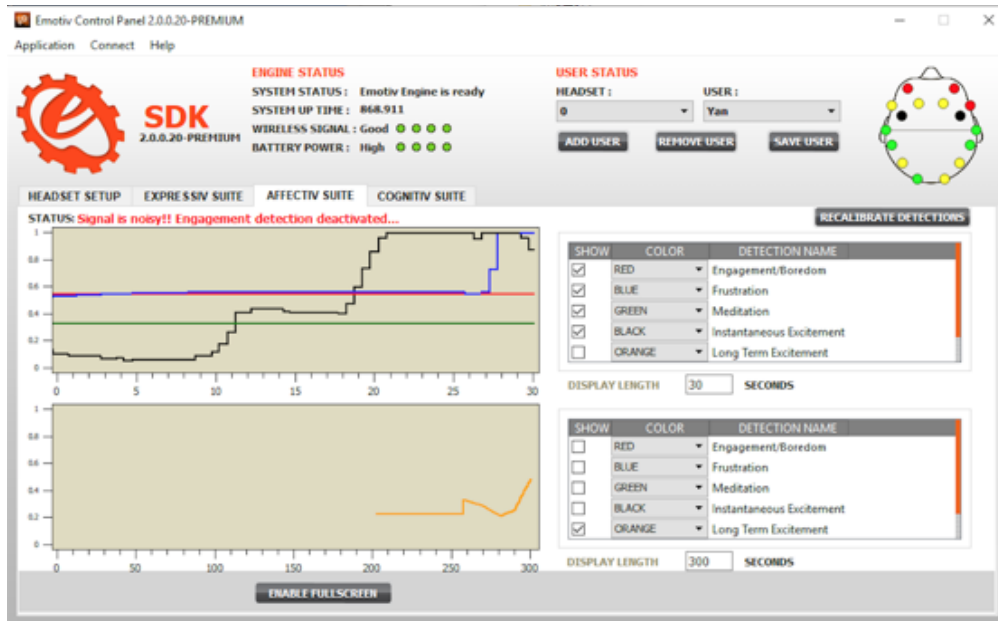 Emotiv Control Panel 2.0.0.20-PREMIUM
Application Connect Help
SDK
2.0.0.20-PREMIUM
ENGINE STATUS
SYSTEM STATUS : Emotiv Engine is ready
SYSTEM UP TIME : 868.911
WIRELESS SIGNAL : Good
BATTERY POWER : High
USER STATUS
HEADSET : USER :
0 Yan
ADD USER REMOVE USER SAVE USER
HEADSET SETUP EXPRESSIV SUITE AFFECTIV SUITE COGNITIV SUITE
STATUS: Signal is noisy!! Engagement detection deactivated...
RECALIBRATE DETECTIONS
1
0.8
0.6
0.4
0.2
0
0 5 10 15 20 25 30
SHOW COLOR DETECTION NAME
RED Engagement/Boredom
BLUE Frustration
GREEN Meditation
BLACK Instantaneous Excitement
ORANGE Long Term Excitement
DISPLAY LENGTH 30 SECONDS
1
0.8
0.6
0.4
0.2
0
0 50 100 150 200 250 300
SHOW COLOR DETECTION NAME
RED Engagement/Boredom
BLUE Frustration
GREEN Meditation
BLACK Instantaneous Excitement
ORANGE Long Term Excitement
DISPLAY LENGTH 300 SECONDS
ENABLE FULLSCREEN